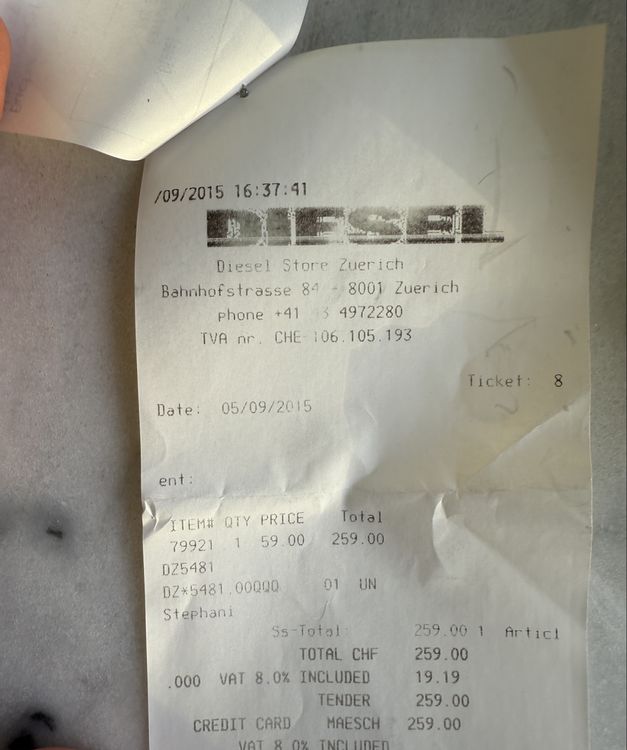 /09/2015 16:37:41
DIESEL
Diesel Store Zuerich
Bahnhofstrasse 84 - 8001 Zuerich
phone +41 3 4972280
TVA nr. CHE-106.105.193
Ticket: 8
Date: 05/09/2015
ent:
ITEM# QTY PRICE Total
79921 1 59.00 259.00
DZ5481
DZ*5481.00QQQ 01 UN
Stephani
Ss-Total: 259.00 1 Articl
TOTAL CHF 259.00
.000 VAT 8.0% INCLUDED 19.19
TENDER 259.00
CREDIT CARD MAESCH 259.00
VAT 8.0% INCLUDED